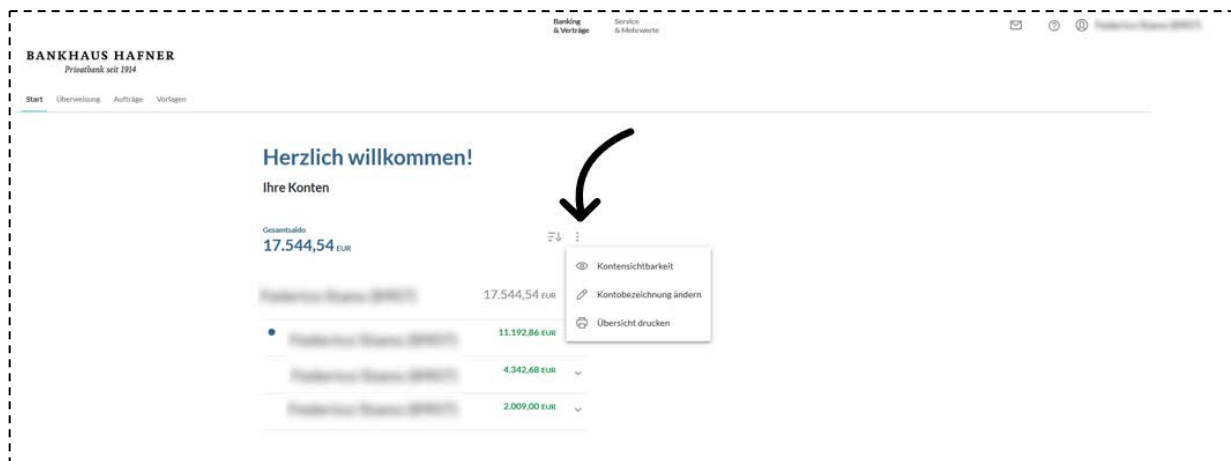 Banking
& Verträge
Service
& Mehrwerte
BANKHAUS HAFNER
Privatbank seit 1914
Start Überweisung Aufträge Vorlagen
Herzlich willkommen!
Ihre Konten
Gesamtsaldo
17.544,54 EUR
Kontensichtbarkeit
17.544,54 EUR
Kontobezeichnung ändern
Übersicht drucken
11.192,86 EUR
4.342,68 EUR
2.009,00 EUR